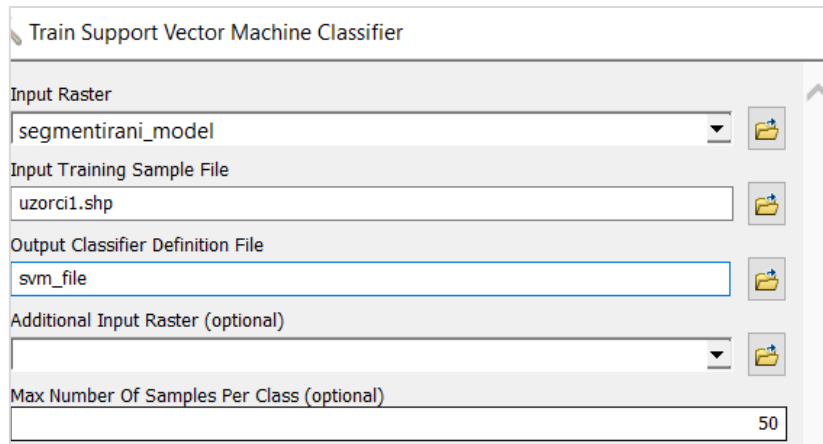 Train Support Vector Machine Classifier
Input Raster
segmentirani_model
Input Training Sample File
uzorci1.shp
Output Classifier Definition File
svm_file
Additional Input Raster (optional)
Max Number Of Samples Per Class (optional)
50